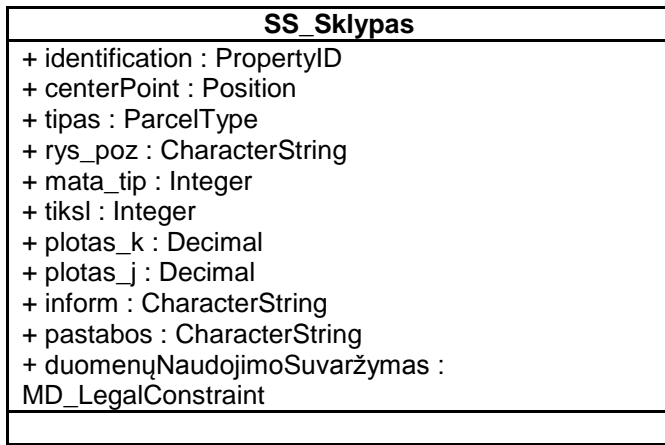 SS_Sklypas
+ identification : PropertyID
+ centerPoint : Position
+ tipas : ParcelType
+ rys_poz : CharacterString
+ mata_tip : Integer
+ tiksl : Integer
+ plotas_k : Decimal
+ plotas_j : Decimal
+ inform : CharacterString
+ pastabos : CharacterString
+ duomenųNaudojimoSuvaržymas :
MD_LegalConstraint